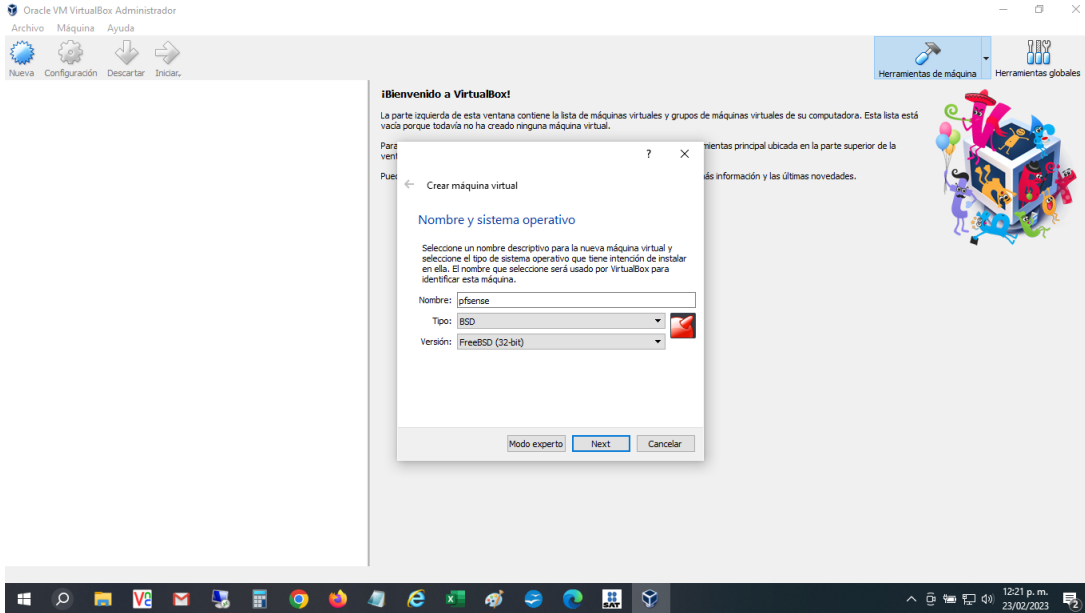 Oracle VM VirtualBox Administrador
Archivo Máquina Ayuda
Nueva Configuración Descartar Iniciar,
Herramientas de máquina Herramientas globales
¡Bienvenido a VirtualBox!
La parte izquierda de esta ventana contiene la lista de máquinas virtuales y grupos de máquinas virtuales de su computadora. Esta lista está
vacía porque todavía no ha creado ninguna máquina virtual.
Para mientas principal ubicada en la parte superior de la
vent
Pued ás información y las últimas novedades.
?
Crear máquina virtual
Nombre y sistema operativo
Seleccione un nombre descriptivo para la nueva máquina virtual y
seleccione el tipo de sistema operativo que tiene intención de instalar
en ella. El nombre que seleccione será usado por VirtualBox para
identificar esta máquina.
Nombre: pfsense
Tipo: BSD
Versión: FreeBSD (32-bit)
Modo experto Next Cancelar
SAT
12:21 p. m.
23/02/2023
2